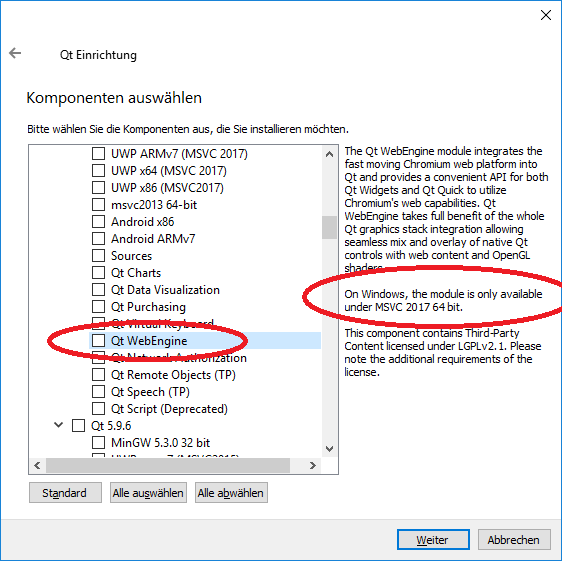 Qt Einrichtung
Komponenten auswählen
Bitte wählen Sie die Komponenten aus, die Sie installieren möchten.
UWP ARMv7 (MSVC 2017)
UWP x64 (MSVC 2017)
UWP x86 (MSVC2017)
msvc2013 64-bit
Android x86
Android ARMv7
Sources
Qt Charts
Qt Data Visualization
Qt Purchasing
Qt Virtual Keyboard
Qt WebEngine
Qt Network Authorization
Qt Remote Objects (TP)
Qt Speech (TP)
Qt Script (Deprecated)
Qt 5.9.6
MinGW 5.3.0 32 bit
UWP armv7 (MSVC2015)
The Qt WebEngine module integrates the
fast moving Chromium web platform into
Qt and provides a convenient API for both
Qt Widgets and Qt Quick to utilize
Chromium's web capabilities. Qt
WebEngine takes full benefit of the whole
Qt graphics stack integration allowing
seamless mix and overlay of native Qt
controls with web content and OpenGL
shaders.
On Windows, the module is only available
under MSVC 2017 64 bit.
This component contains Third-Party
Content licensed under LGPLv2.1. Please
note the additional requirements of the
license.
Standard
Alle auswählen
Alle abwählen
Weiter
Abbrechen